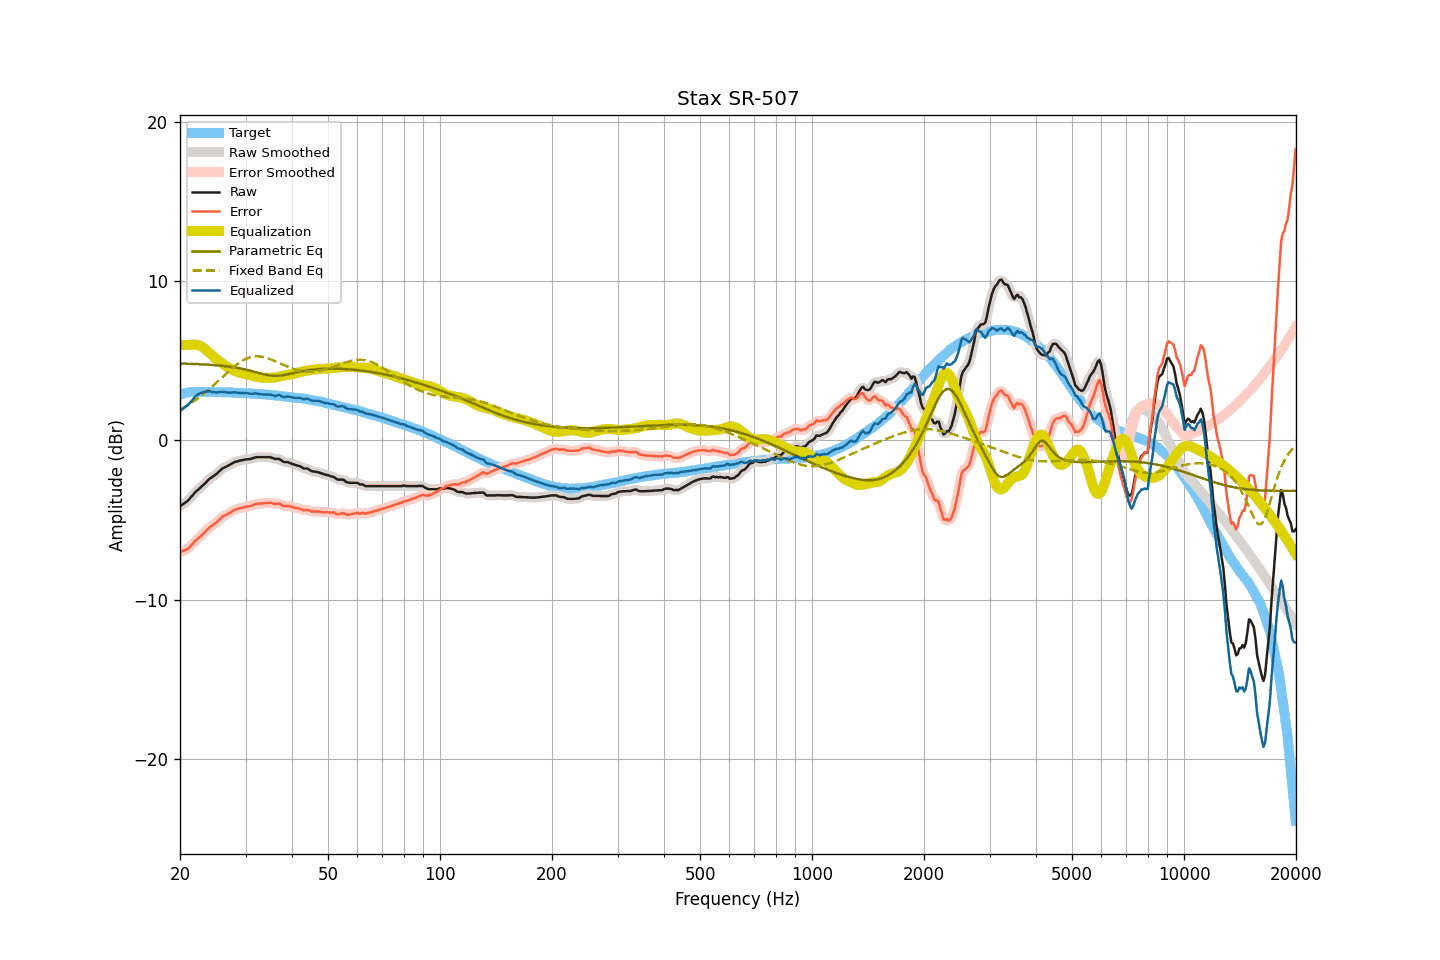 Stax SR-507
20
10
0
−10
−20
Amplitude (dBr)
Target
Raw Smoothed
Error Smoothed
Raw
Error
Equalization
Parametric Eq
Fixed Band Eq
Equalized
20 50 100 200 500 1000 2000 5000 10000 20000
Frequency (Hz)